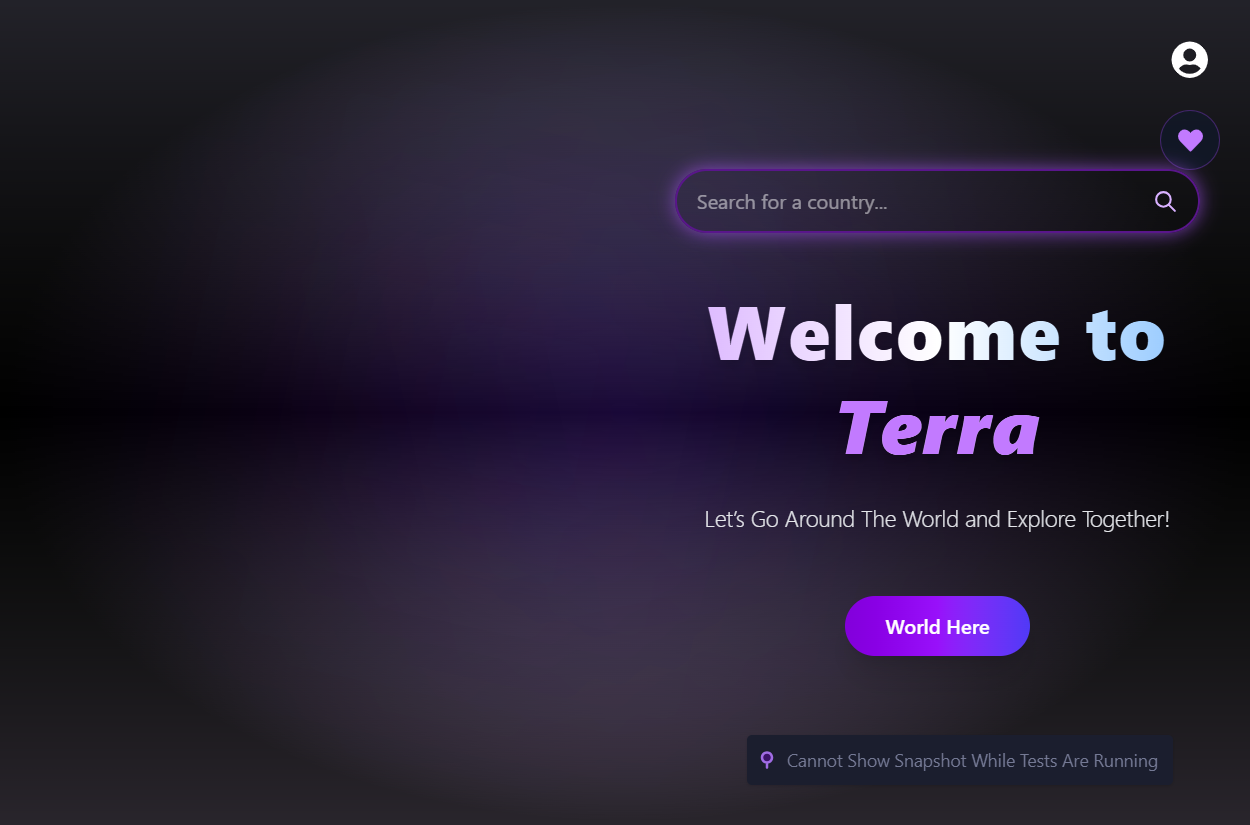 Search for a country...
Welcome to
Terra
Let’s Go Around The World and Explore Together!
World Here
Cannot Show Snapshot While Tests Are Running